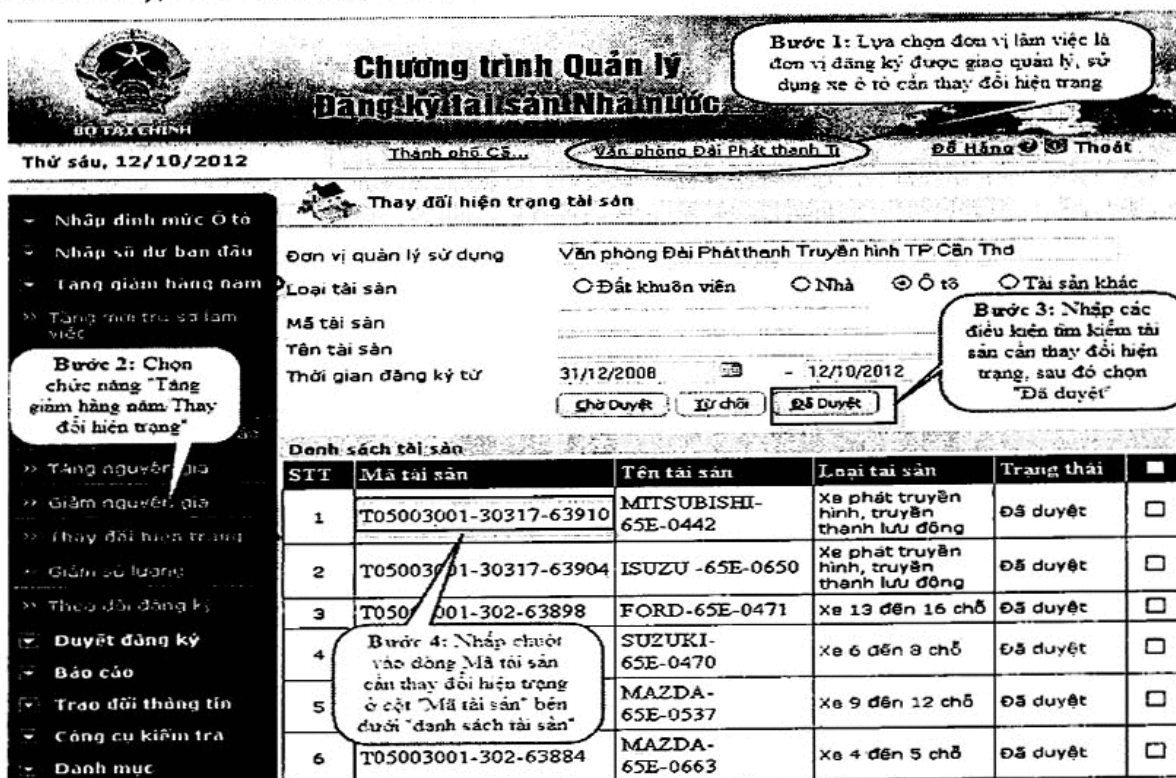 Chương trình Quản lý
Đăng ký tài sản Nhà nước
BỘ TÀI CHÍNH
Bước 1: Lựa chọn đơn vị làm việc là
đơn vị đăng ký được giao quản lý, sử
dụng xe ô tô cần thay đổi hiện trạng
Thứ sáu, 12/10/2012
Thành phố Cầ...
Văn phòng Đài Phát thanh Tr
Đỗ Hằng
Thoát
Nhập định mức Ô tô
Nhập số dư ban đầu
Tăng giảm hàng năm
Tăng mới trụ sở làm
việc
Bước 2: Chọn
chức năng "Tăng
giảm hàng năm Thay
đổi hiện trạng"
Tăng nguyên giá
Giảm nguyên giá
Thay đổi hiện trạng
Giảm số lượng
Theo dõi đăng ký
Duyệt đăng ký
Báo cáo
Trao đổi thông tin
Công cụ kiểm tra
Danh mục
Thay đổi hiện trạng tài sản
Đơn vị quản lý sử dụng Văn phòng Đài Phát thanh Truyền hình TP Cần Thơ
Loại tài sản Đất khuôn viên Nhà Ô tô Tài sản khác
Mã tài sản
Tên tài sản
Thời gian đăng ký từ 31/12/2008 - 12/10/2012
Chờ Duyệt Từ chối Đã Duyệt
Bước 3: Nhập các
điều kiện tìm kiếm tài
sản cần thay đổi hiện
trạng, sau đó chọn
"Đã duyệt"
Danh sách tài sản
STT Mã tài sản Tên tài sản Loại tài sản Trạng thái
1 T05003001-30317-63910 MITSUBISHI-
65E-0442 Xe phát truyền
hình, truyền
thanh lưu động Đã duyệt
2 T05003001-30317-63904 ISUZU -65E-0650 Xe phát truyền
hình, truyền
thanh lưu động Đã duyệt
3 T05003001-302-63898 FORD-65E-0471 Xe 13 đến 16 chỗ Đã duyệt
4 SUZUKI-
65E-0470 Xe 6 đến 8 chỗ Đã duyệt
5 MAZDA-
65E-0537 Xe 9 đến 12 chỗ Đã duyệt
6 T05003001-302-63884 MAZDA-
65E-0663 Xe 4 đến 5 chỗ Đã duyệt
Bước 4: Nhấp chuột
vào dòng Mã tài sản
cần thay đổi hiện trạng
ở cột "Mã tài sản" bên
dưới "danh sách tài sản"